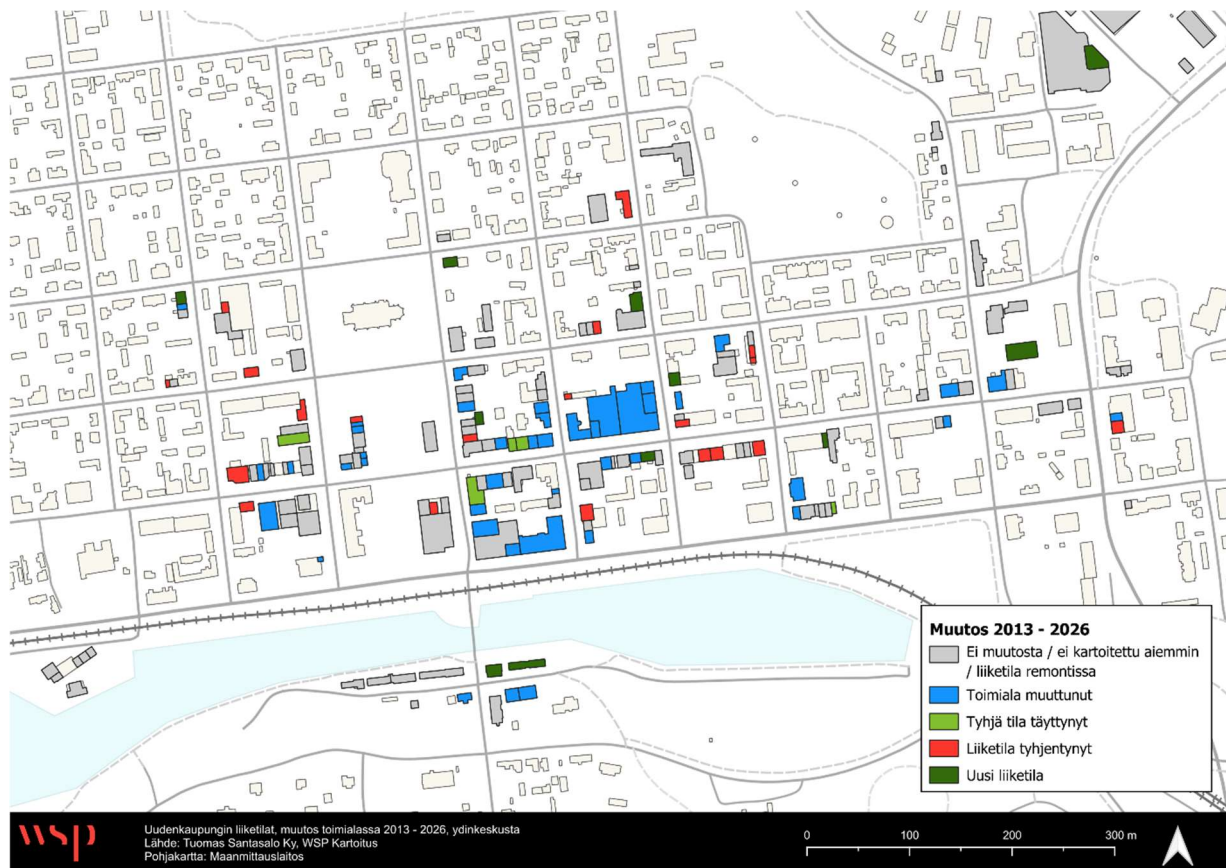 Muutos 2013 - 2026
Ei muutosta / ei kartoitettu aiemmin
/ liiketila remontissa
Toimiala muuttunut
Tyhjä tila täyttynyt
Liiketila tyhjentynyt
Uusi liiketila
wsp
Uudenkaupungin liiketilat, muutos toimialassa 2013 - 2026, ydinkeskusta
Lähde: Tuomas Santasalo Ky, WSP Kartoitus
Pohjakartta: Maanmittauslaitos
0 100 200 300 m